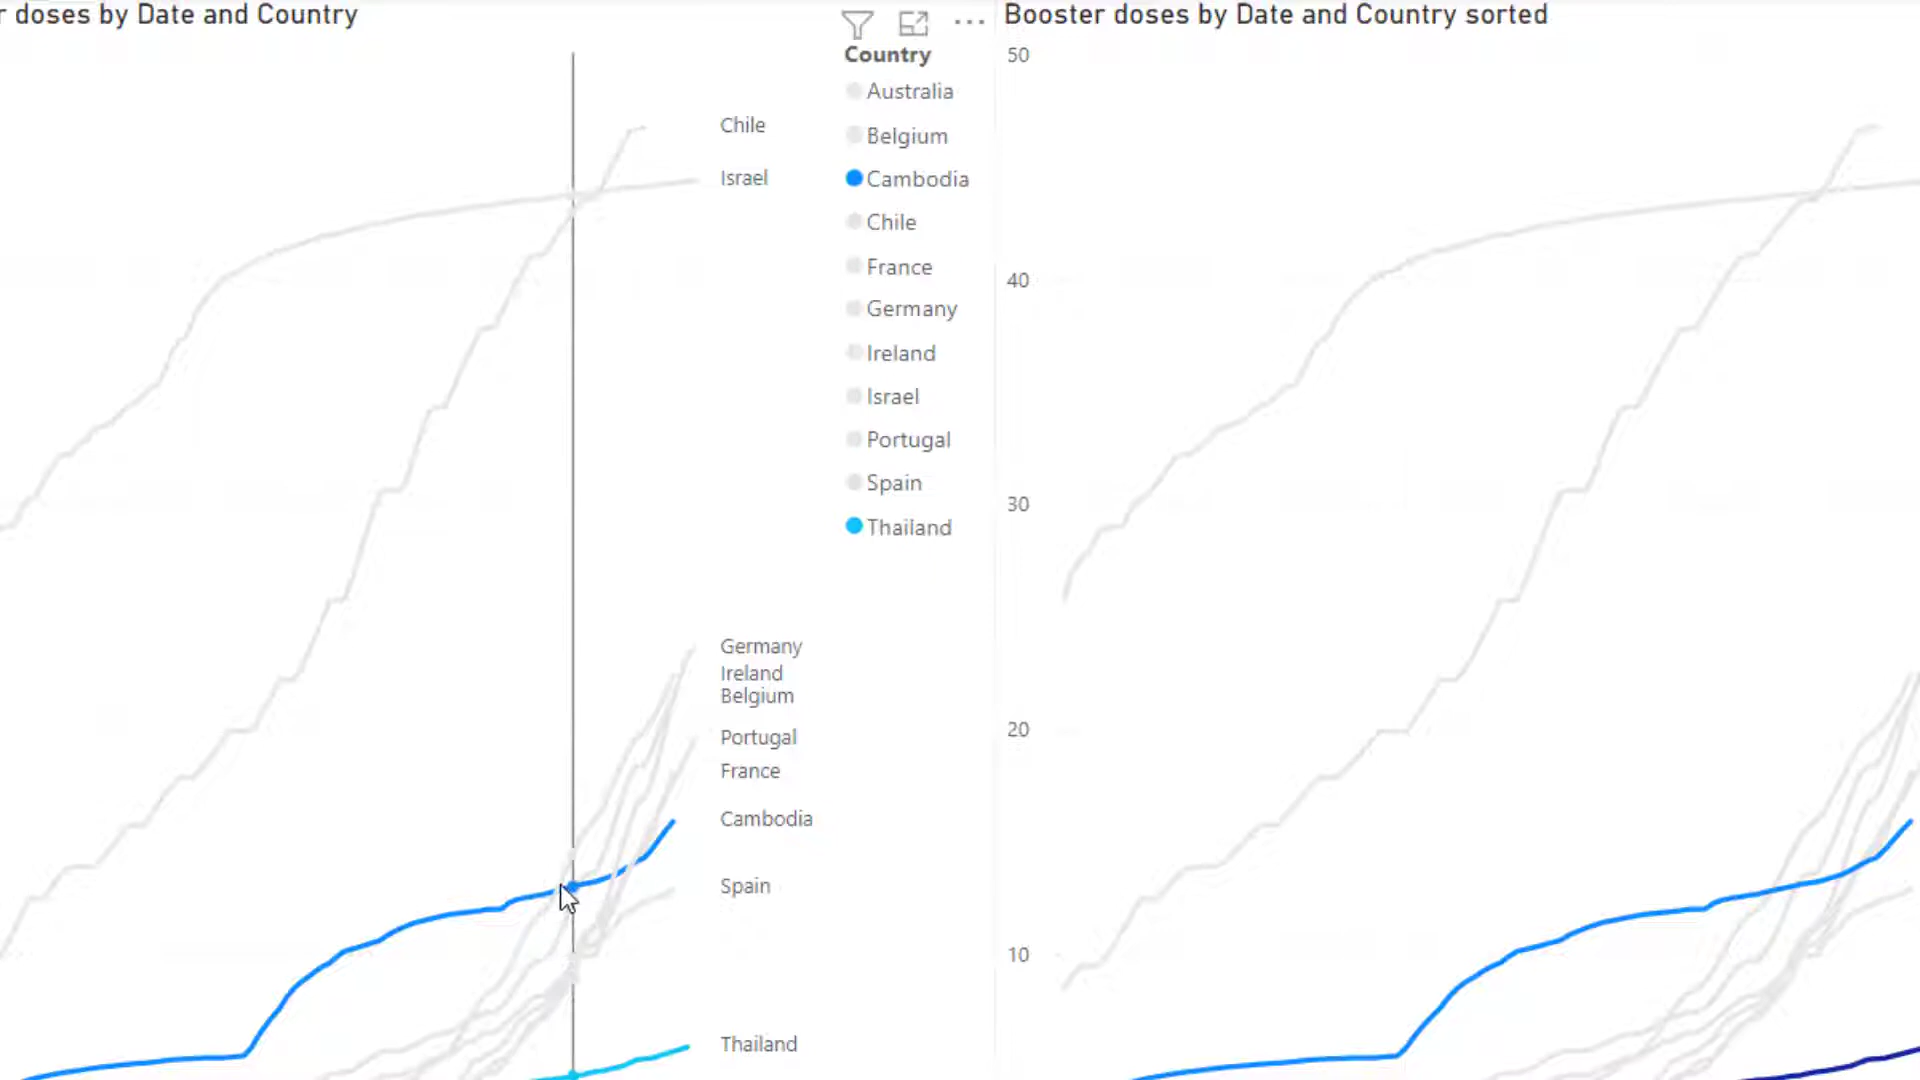 r doses by Date and Country
Chile
Israel
Germany
Ireland
Belgium
Portugal
France
Cambodia
Spain
Thailand
Country
Australia
Belgium
Cambodia
Chile
France
Germany
Ireland
Israel
Portugal
Spain
Thailand
Booster doses by Date and Country sorted
50
40
30
20
10